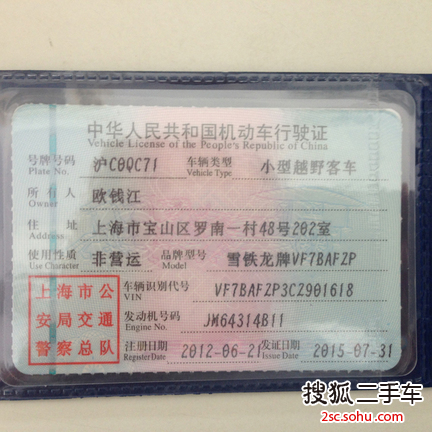 中华人民共和国机动车行驶证
Vehicle License of the People's Republic of China
号牌号码 Plate No. 沪C0QC71 车辆类型 Vehicle Type 小型越野客车
所有人 Owner 欧钱江
住址 Address 上海市宝山区罗南一村48号202室
使用性质 Use Character 非营运 品牌型号 Model 雪铁龙牌VF7BAFZP
车辆识别代号 VIN VF7BAFZP3CZ901618
发动机号码 Engine No. JM64314B11
注册日期 Register Date 2012-06-21 发证日期 Issue Date 2015-07-31
上海市公
安局交通
警察总队
搜狐二手车
2sc.sohu.com